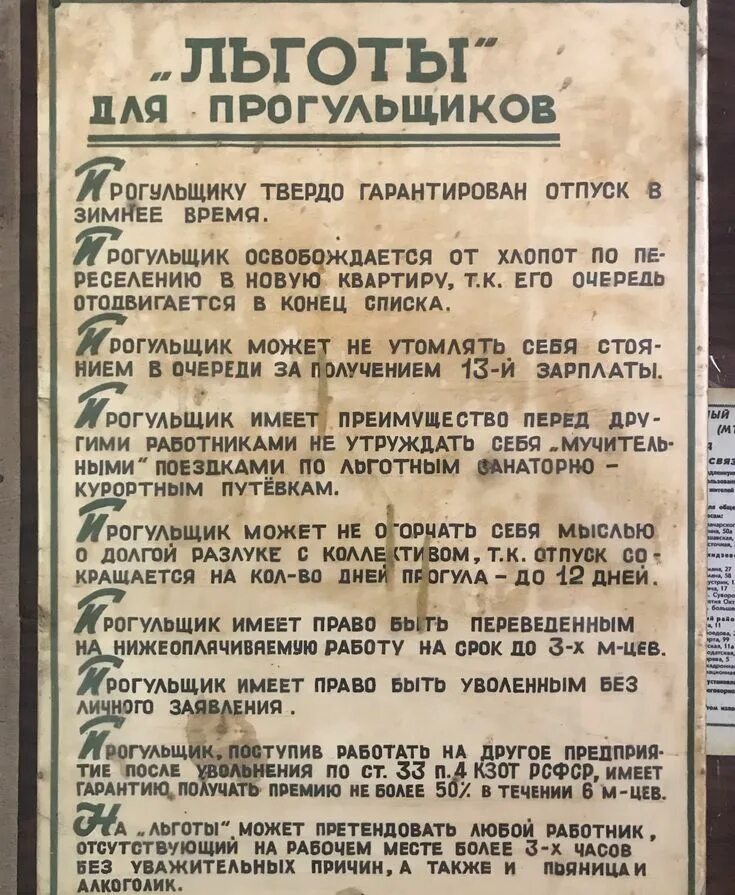 „ЛЬГОТЫ"
ДЛЯ ПРОГУЛЬЩИКОВ
ПРОГУЛЬЩИКУ ТВЕРДО ГАРАНТИРОВАН ОТПУСК В
ЗИМНЕЕ ВРЕМЯ.
ПРОГУЛЬЩИК ОСВОБОЖДАЕТСЯ ОТ ХЛОПОТ ПО ПЕ-
РЕСЕЛЕНИЮ В НОВУЮ КВАРТИРУ, Т.К. ЕГО ОЧЕРЕДЬ
ОТОДВИГАЕТСЯ В КОНЕЦ СПИСКА.
ПРОГУЛЬЩИК МОЖЕТ НЕ УТОМЛЯТЬ СЕБЯ СТОЯ-
НИЕМ В ОЧЕРЕДИ ЗА ПОЛУЧЕНИЕМ 13-Й ЗАРПЛАТЫ.
ПРОГУЛЬЩИК ИМЕЕТ ПРЕИМУЩЕСТВО ПЕРЕД ДРУ-
ГИМИ РАБОТНИКАМИ НЕ УТРУЖДАТЬ СЕБЯ „МУЧИТЕЛЬ-
НЫМИ" ПОЕЗДКАМИ ПО ЛЬГОТНЫМ САНАТОРНО –
КУРОРТНЫМ ПУТЁВКАМ.
ПРОГУЛЬЩИК МОЖЕТ НЕ ОГОРЧАТЬ СЕБЯ МЫСЛЬЮ
О ДОЛГОЙ РАЗЛУКЕ С КОЛЛЕКТИВОМ, Т.К. ОТПУСК СО-
КРАЩАЕТСЯ НА КОЛ-ВО ДНЕЙ ПРОГУЛА – ДО 12 ДНЕЙ.
ПРОГУЛЬЩИК ИМЕЕТ ПРАВО БЫТЬ ПЕРЕВЕДЕННЫМ
НА НИЖЕОПЛАЧИВАЕМУЮ РАБОТУ НА СРОК ДО 3-Х М-ЦЕВ.
ПРОГУЛЬЩИК ИМЕЕТ ПРАВО БЫТЬ УВОЛЕННЫМ БЕЗ
ЛИЧНОГО ЗАЯВЛЕНИЯ.
ПРОГУЛЬЩИК, ПОСТУПИВ РАБОТАТЬ НА ДРУГОЕ ПРЕДПРИЯ-
ТИЕ ПОСЛЕ УВОЛЬНЕНИЯ ПО СТ. 33 П.4 КЗОТ РСФСР, ИМЕЕТ
ГАРАНТИЮ ПОЛУЧАТЬ ПРЕМИЮ НЕ БОЛЕЕ 50% В ТЕЧЕНИИ 6 М-ЦЕВ.
НА „ЛЬГОТЫ" МОЖЕТ ПРЕТЕНДОВАТЬ ЛЮБОЙ РАБОТНИК,
ОТСУТСТВУЮЩИЙ НА РАБОЧЕМ МЕСТЕ БОЛЕЕ 3-Х ЧАСОВ
БЕЗ УВАЖИТЕЛЬНЫХ ПРИЧИН, А ТАКЖЕ И ПЬЯНИЦА И
АЛКОГОЛИК.